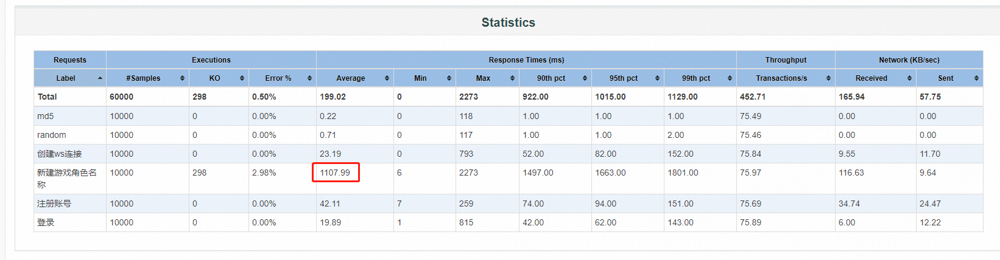 Statistics
Requests Executions Response Times (ms) Throughput Network (KB/sec)
Label #Samples KO Error % Average Min Max 90th pct 95th pct 99th pct Transactions/s Received Sent
Total 60000 298 0.50% 199.02 0 2273 922.00 1015.00 1129.00 452.71 165.94 57.75
md5 10000 0 0.00% 0.22 0 118 1.00 1.00 1.00 75.49 0.00 0.00
random 10000 0 0.00% 0.71 0 117 1.00 1.00 2.00 75.46 0.00 0.00
创建ws连接 10000 0 0.00% 23.19 0 793 52.00 82.00 152.00 75.84 9.55 11.70
新建游戏角色名 10000 298 2.98% 1107.99 6 2273 1497.00 1663.00 1801.00 75.97 116.63 9.64
称
注册账号 10000 0 0.00% 42.11 7 259 74.00 94.00 151.00 75.69 34.74 24.47
登录 10000 0 0.00% 19.89 1 815 42.00 62.00 143.00 75.89 6.00 12.22